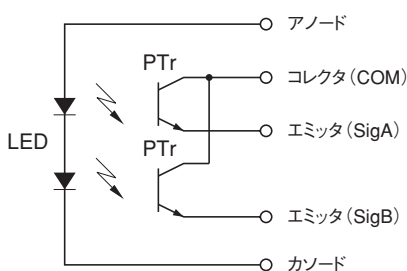 アノード
PTr
コレクタ(COM)
エミッタ(SigA)
LED
PTr
エミッタ(SigB)
カソード